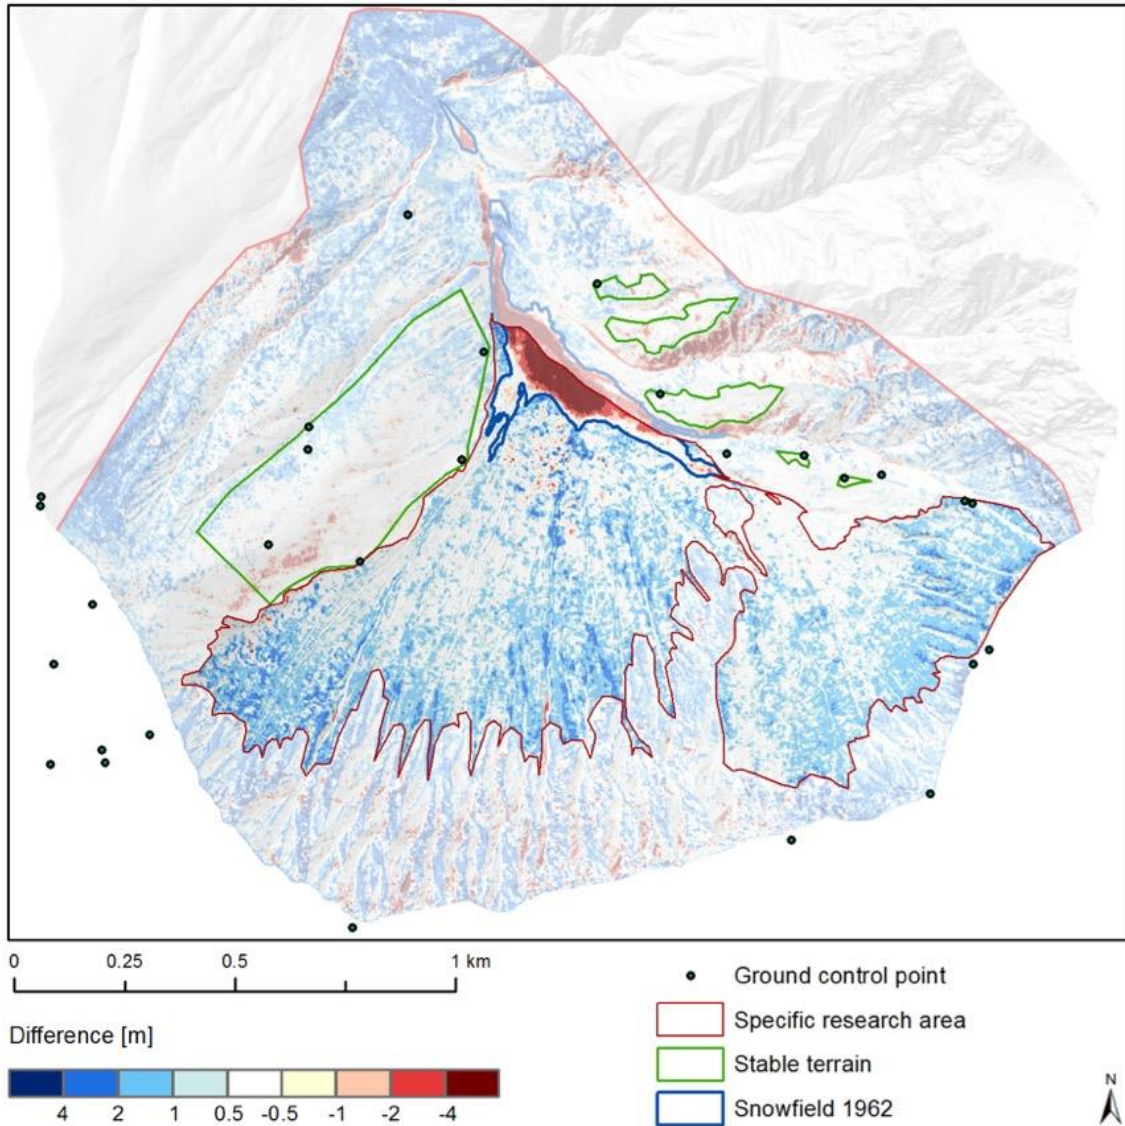 0 0.25 0.5 1 km
Difference [m]
4 2 1 0.5 -0.5 -1 -2 -4
Ground control point
Specific research area
Stable terrain
Snowfield 1962
N